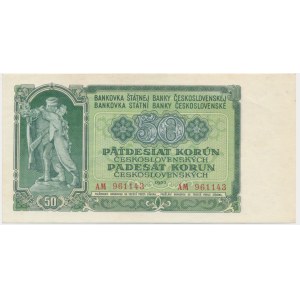 BANKOVKA ŠTÁTNEJ BANKY ČESKOSLOVENSKEJ
BANKOVKA STÁTNÍ BANKY ČESKOSLOVENSKÉ
50
PÄŤDESIAT KORÚN
ČESKOSLOVENSKÝCH
PADESÁT KORUN
ČESKOSLOVENSKÝCH
1953
AM 961143 AM 961143
50